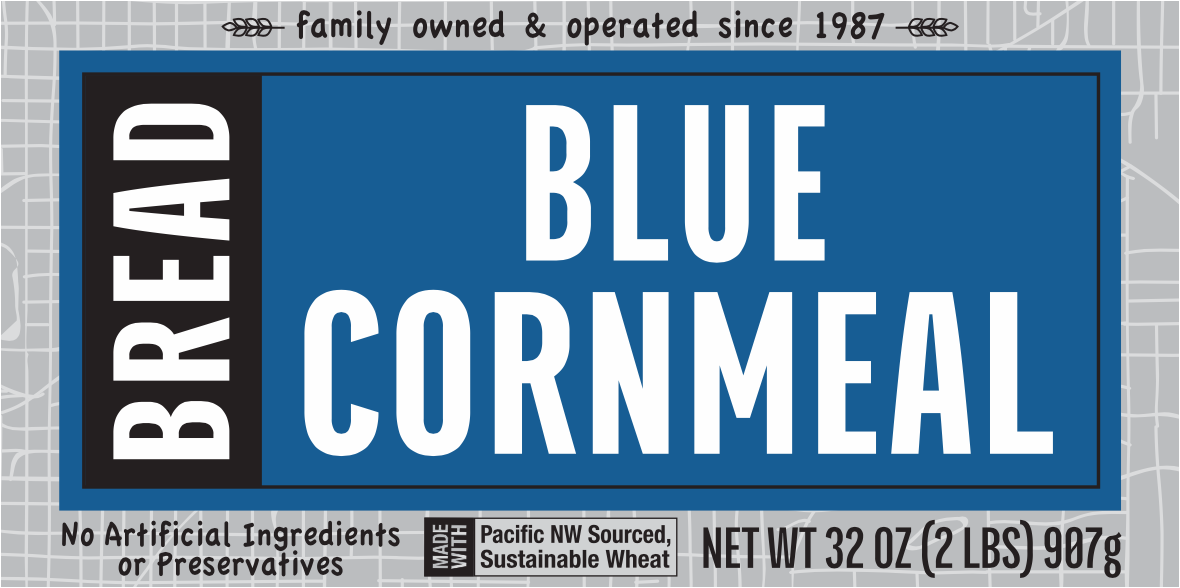 family owned & operated since 1987
BREAD
BLUE
CORNMEAL
No Artificial Ingredients
or Preservatives
MADE
WITH
Pacific NW Sourced,
Sustainable Wheat
NET WT 32 OZ (2 LBS) 907g